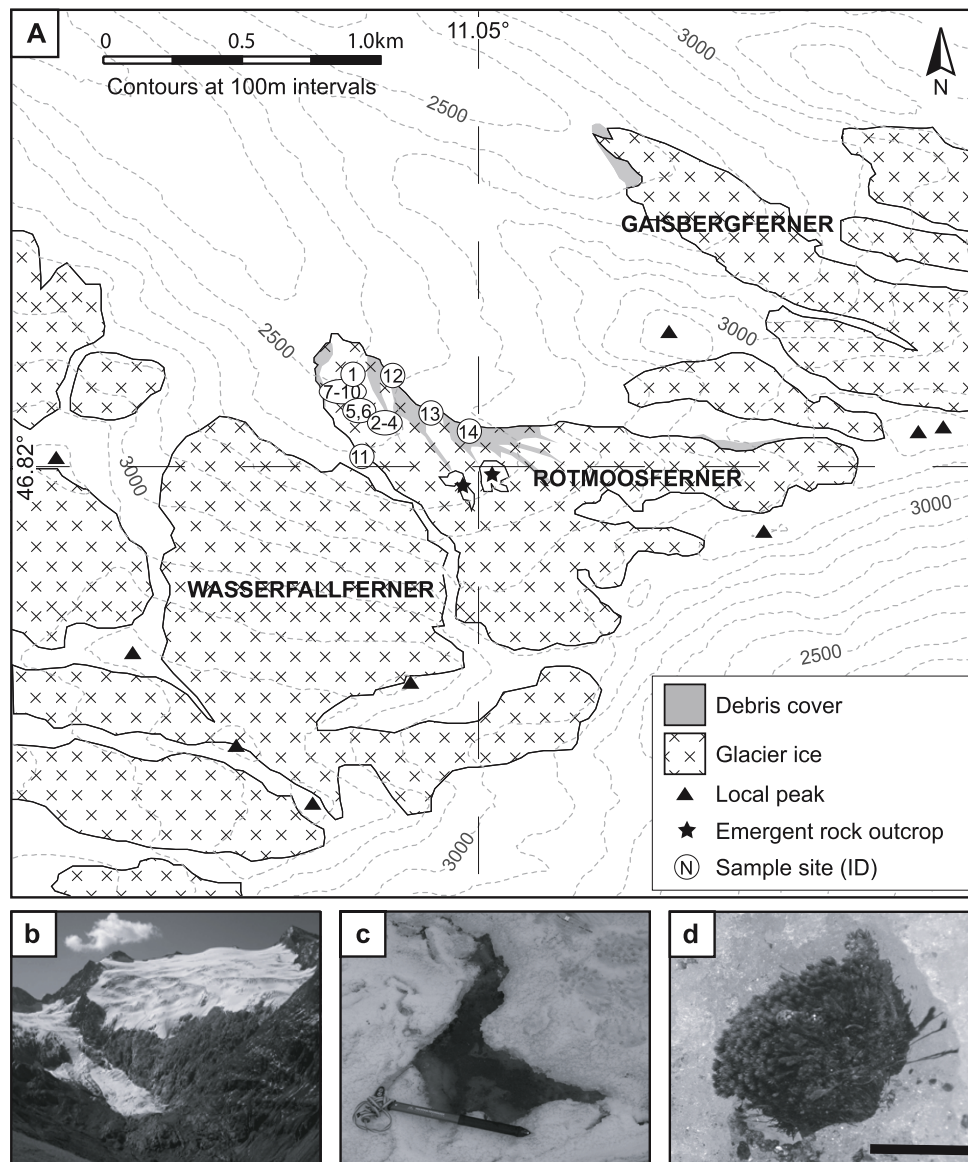 A
0 0.5 1.0km
Contours at 100m intervals
11.05°
N
3000
2500
GAISBERGFERNER
3000
2500
1
12
7-10
5,6
2-4
13
14
11
46.82°
3000
ROTMOOSFERNER
3000
WASSERFALLFERNER
2500
3000
Debris cover
Glacier ice
Local peak
Emergent rock outcrop
N Sample site (ID)
b
c
d